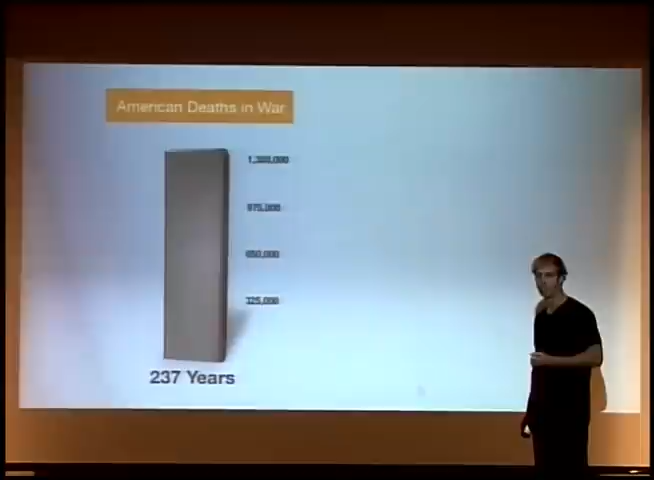 American Deaths in War
1,300,000
975,000
650,000
325,000
237 Years